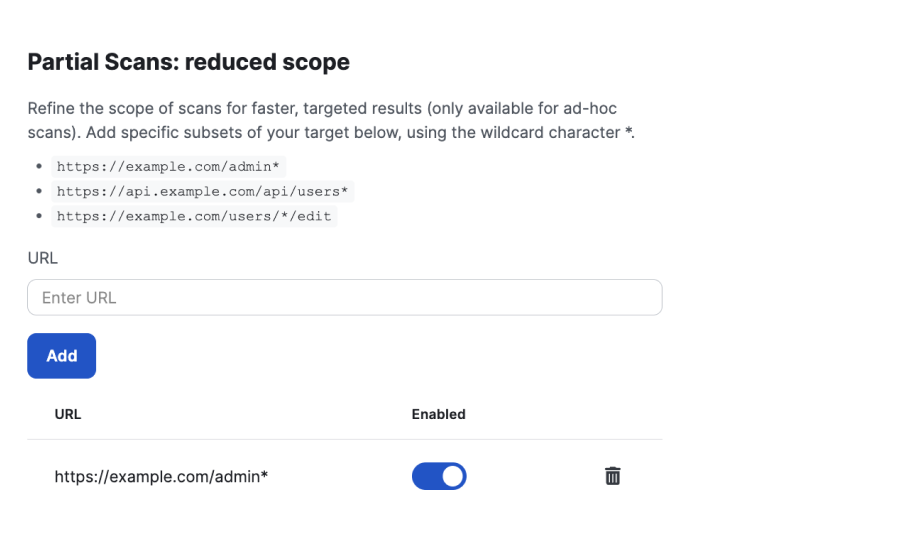 Partial Scans: reduced scope
Refine the scope of scans for faster, targeted results (only available for ad-hoc
scans). Add specific subsets of your target below, using the wildcard character *.
• https://example.com/admin*
• https://api.example.com/api/users*
• https://example.com/users/*/edit
URL
Enter URL
Add
URL Enabled
https://example.com/admin*